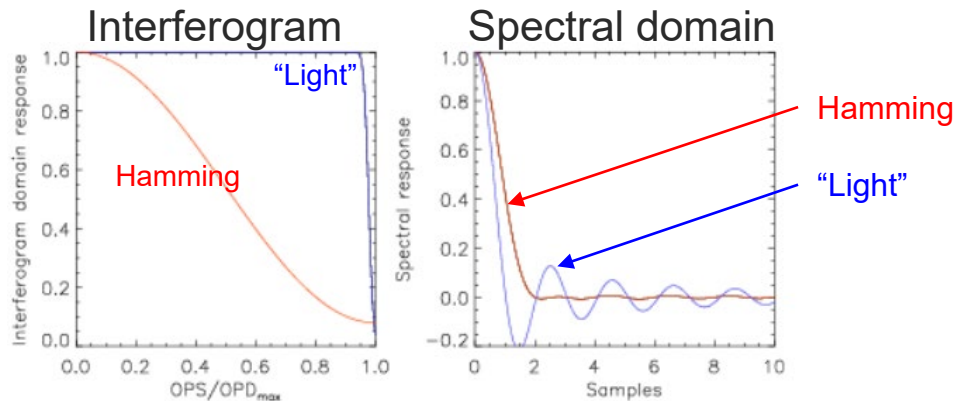 Interferogram
Interferogram domain response
1.0
0.8
0.6
0.4
0.2
0.0
“Light”
Hamming
0.0 0.2 0.4 0.6 0.8 1.0
OPS/OPDmax
Spectral domain
Spectral response
1.0
0.8
0.6
0.4
0.2
0.0
-0.2
0 2 4 6 8 10
Samples
Hamming
“Light”